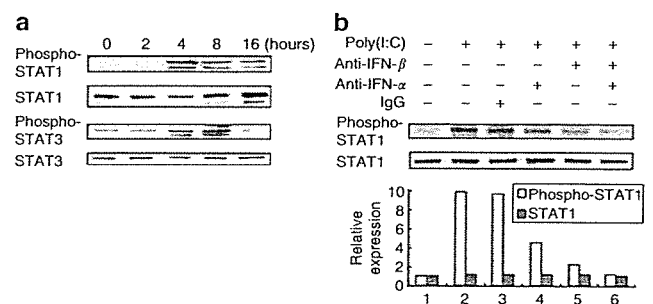 a
0 2 4 8 16 (hours)
Phospho-
STAT1
STAT1
Phospho-
STAT3
STAT3
b
Poly(I:C) – + + + + +
Anti-IFN-β – – – – + +
Anti-IFN-α – – – + – +
IgG – – + – – –
Phospho-
STAT1
STAT1
Relative
expression
10
8
6
4
2
0
Phospho-STAT1
STAT1
1 2 3 4 5 6